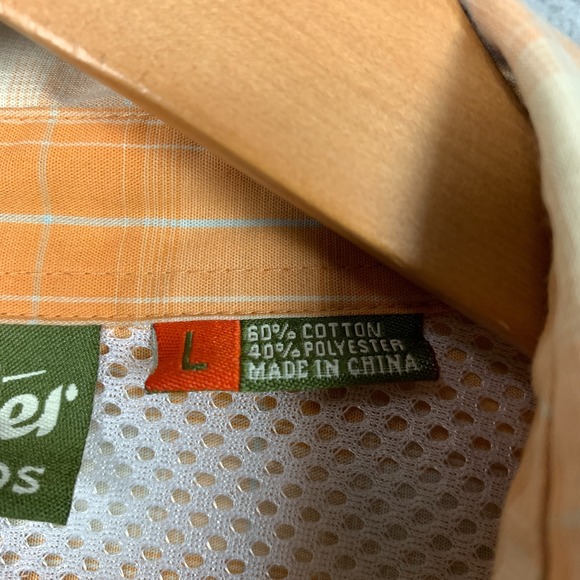 L
60% COTTON
40% POLYESTER
MADE IN CHINA